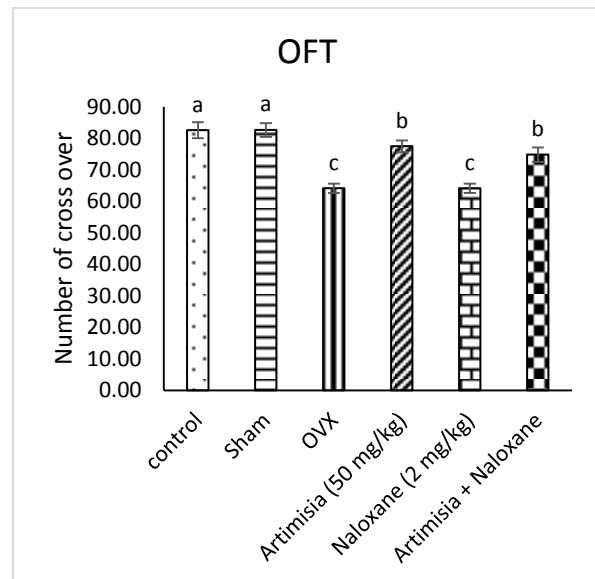 OFT
Number of cross over
90.00
80.00
70.00
60.00
50.00
40.00
30.00
20.00
10.00
0.00
a
a
c
b
c
b
control
Sham
OVX
Artimisia (50 mg/kg)
Naloxane (2 mg/kg)
Artimisia + Naloxane